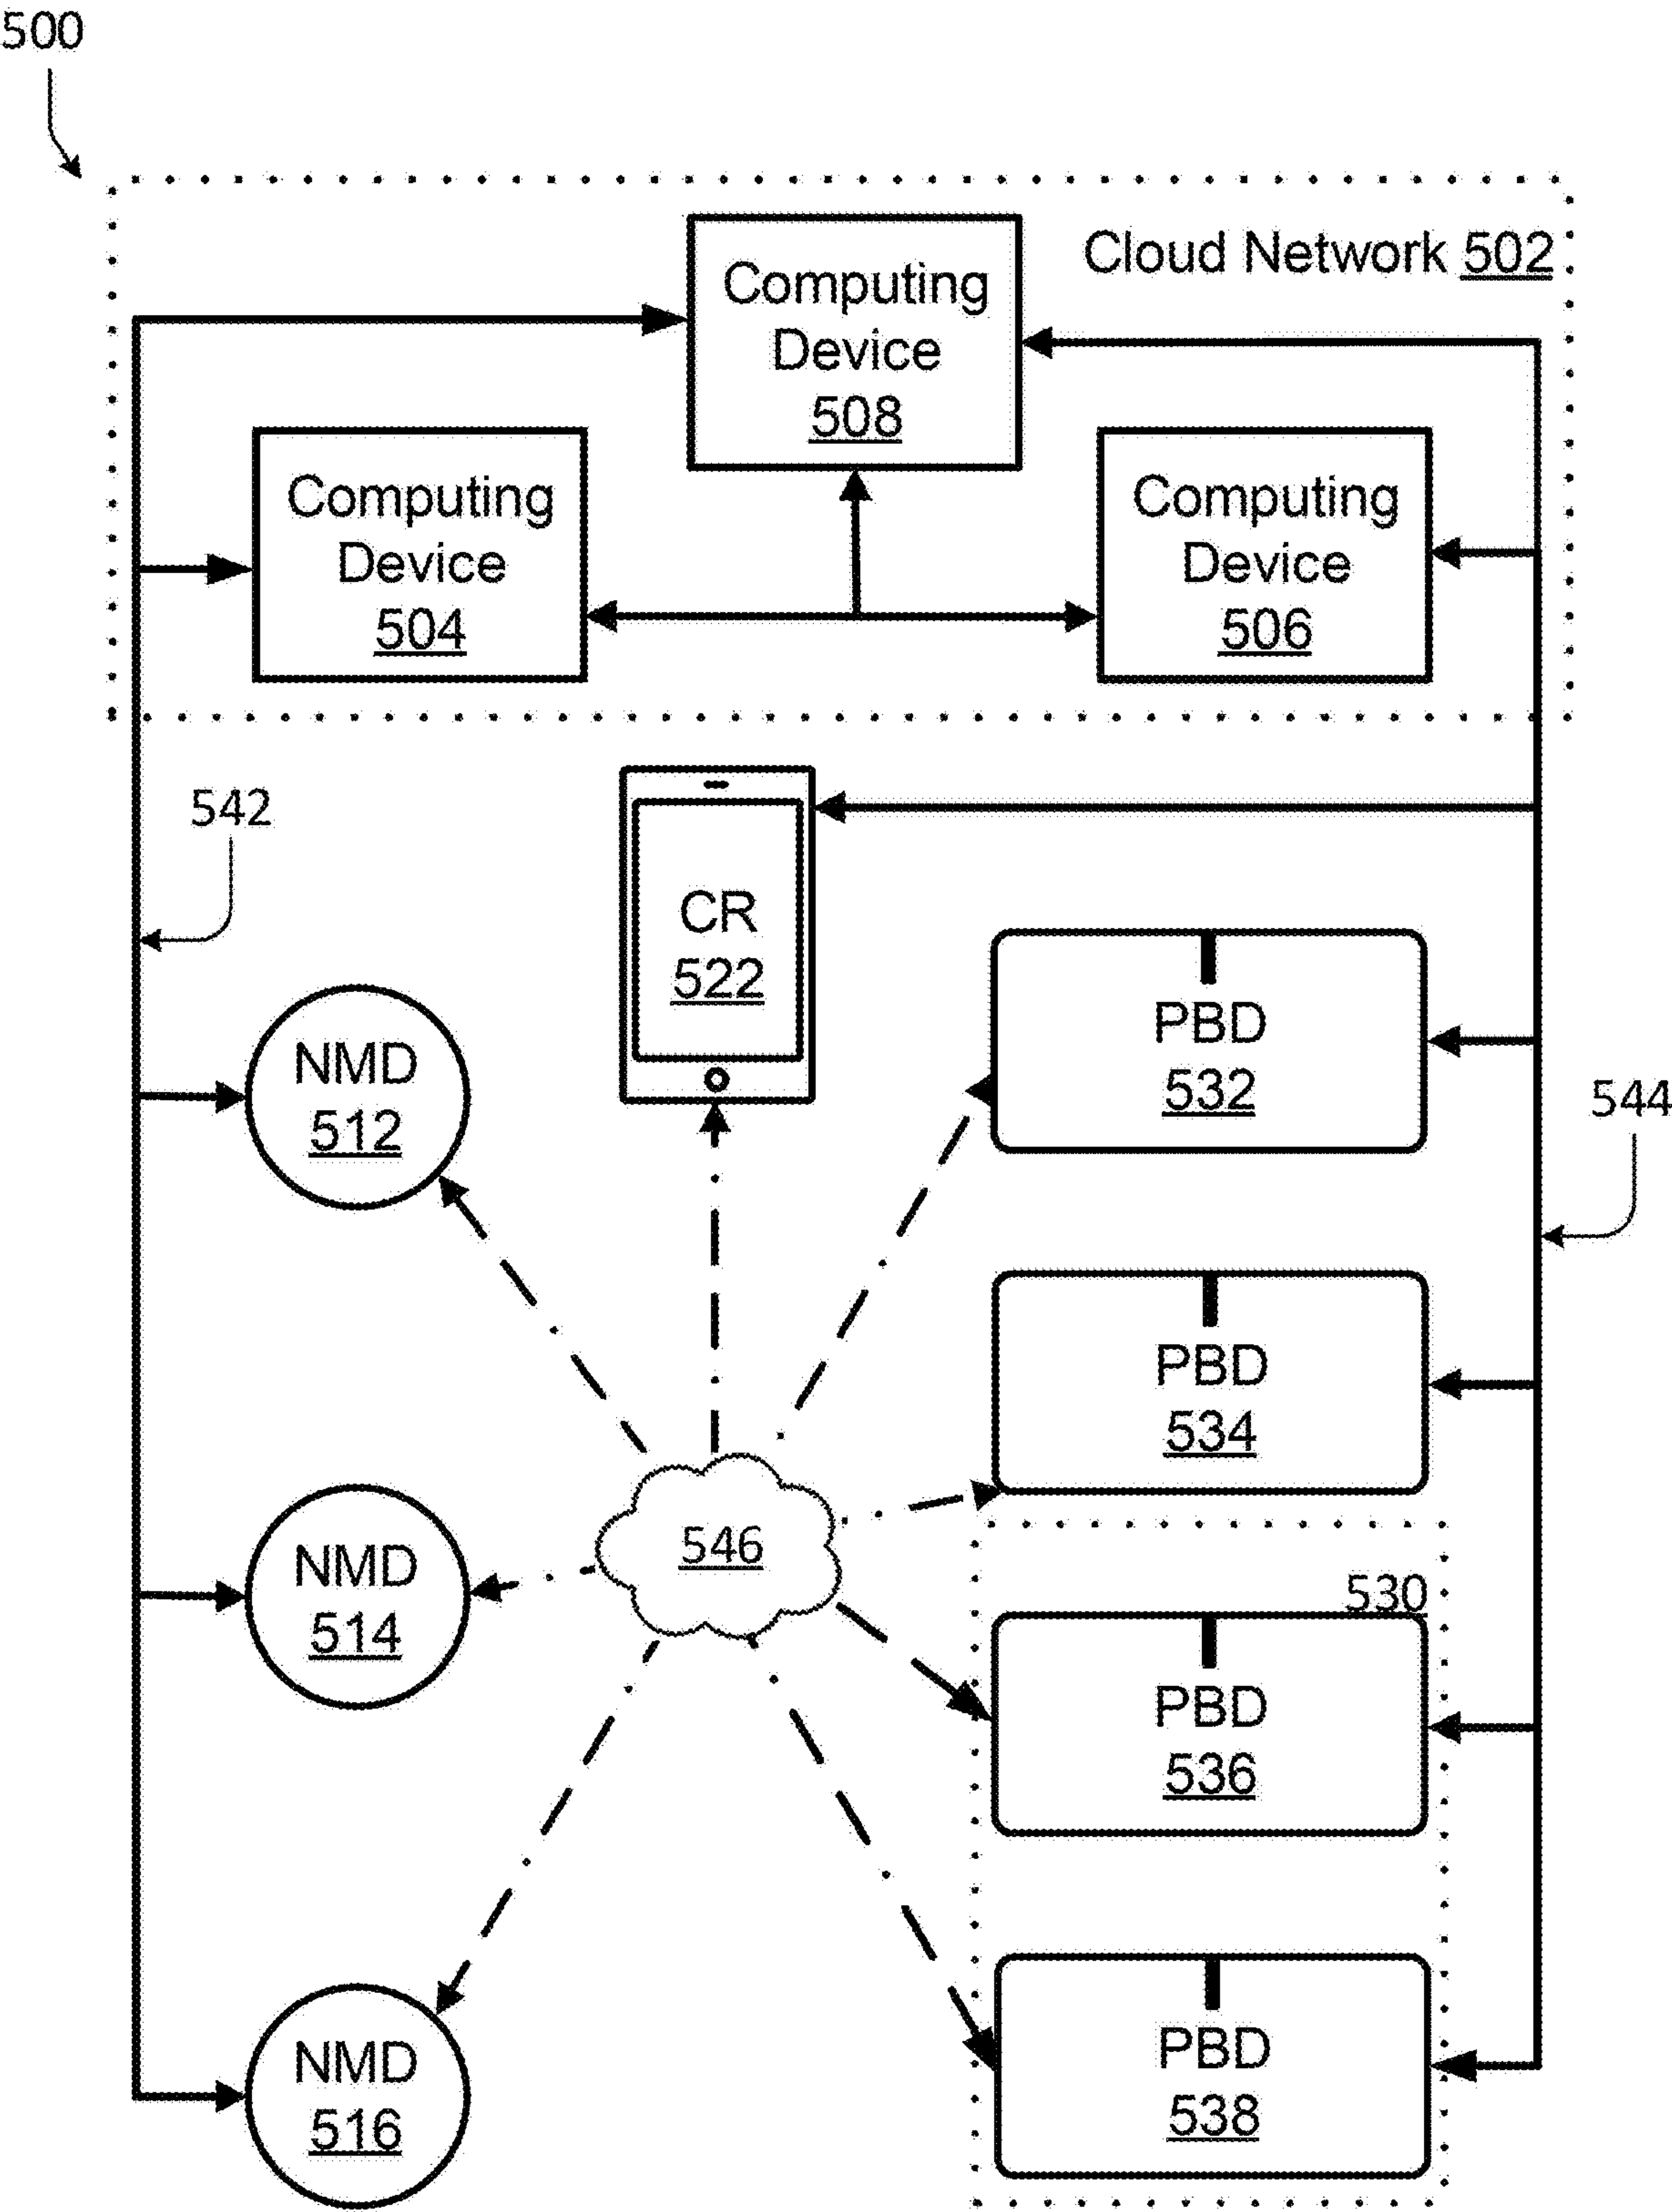 500
Cloud Network 502
Computing
Device
508
Computing
Device
504
Computing
Device
506
542
CR
522
NMD
512
PBD
532
544
PBD
534
NMD
514
546
530
PBD
536
NMD
516
PBD
538